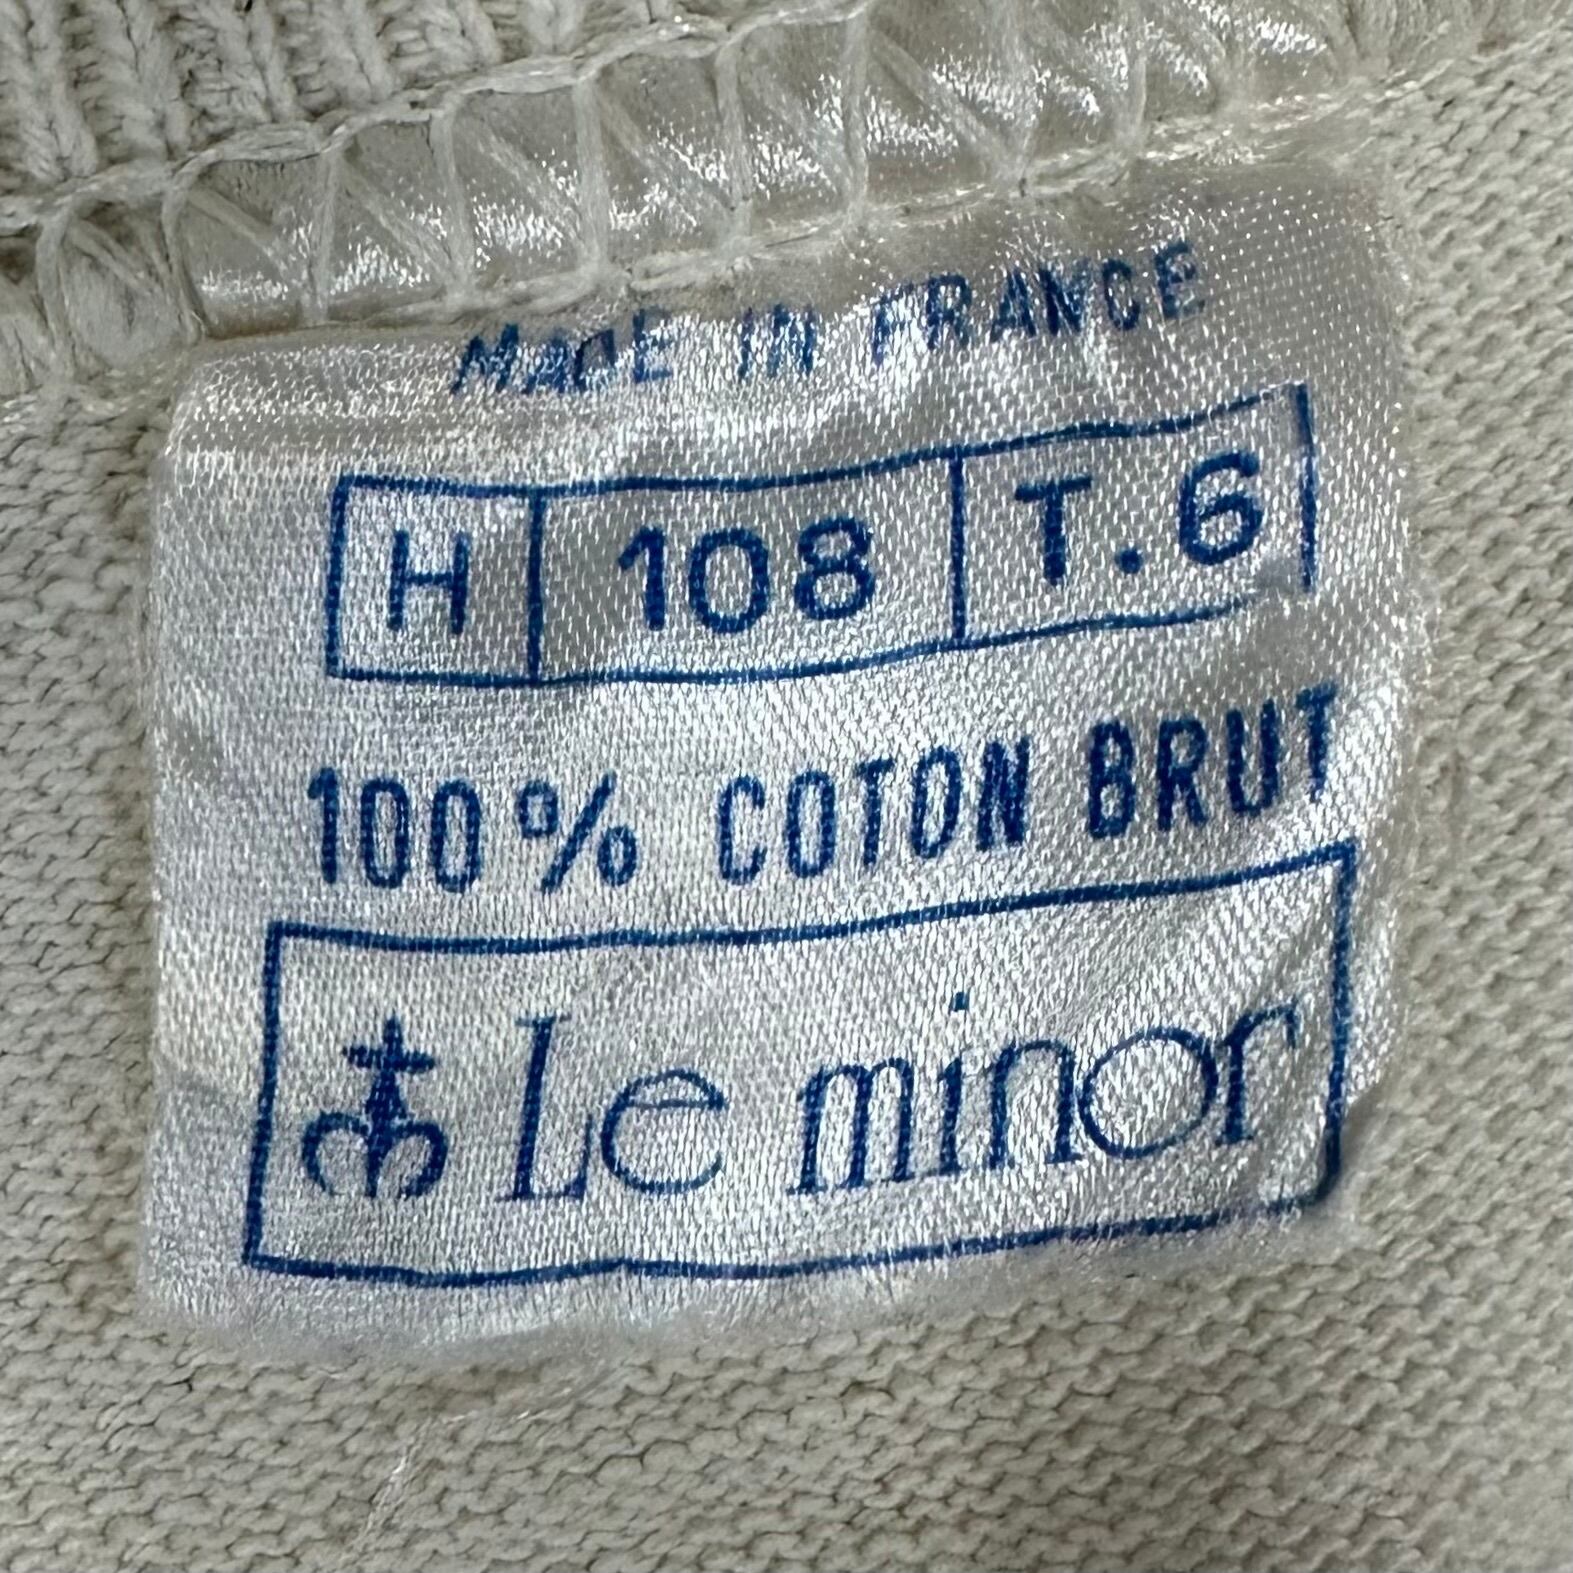 MADE IN FRANCE
H 108 T.6
100% COTON BRUT
Le minor